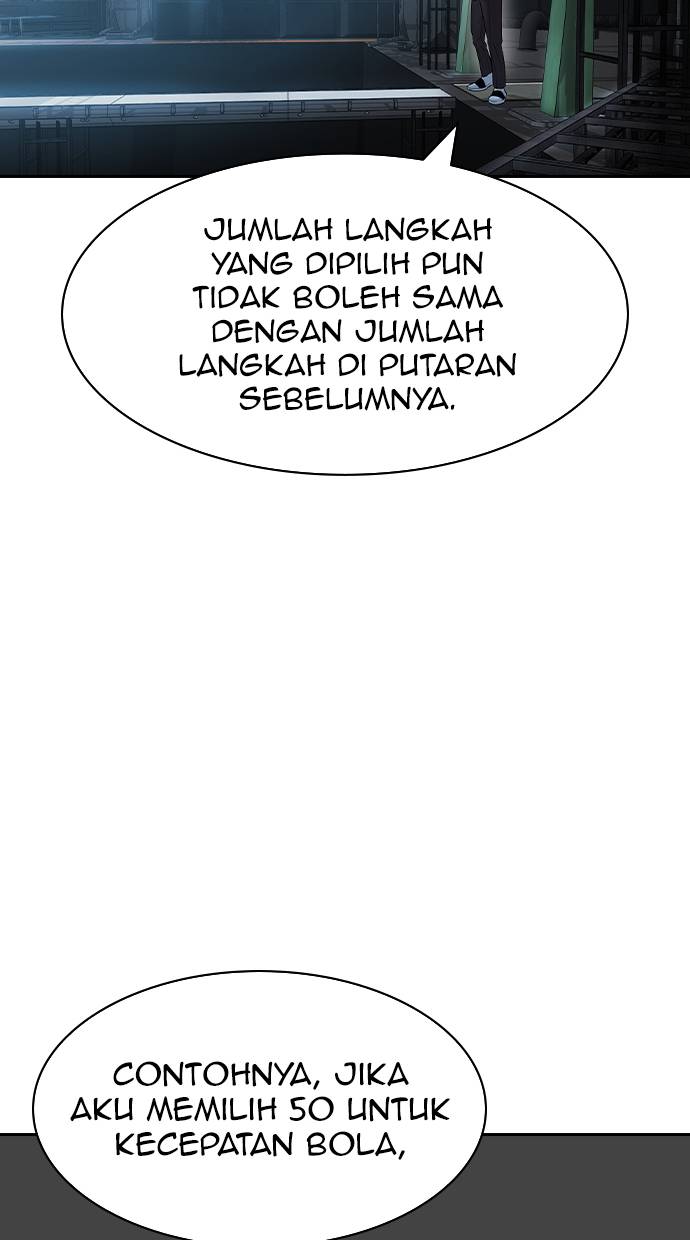 JUMLAH LANGKAH
YANG DIPILIH PUN
TIDAK BOLEH SAMA
DENGAN JUMLAH
LANGKAH DI PUTARAN
SEBELUMNYA.
CONTOHNYA, JIKA
AKU MEMILIH 50 UNTUK
KECEPATAN BOLA,